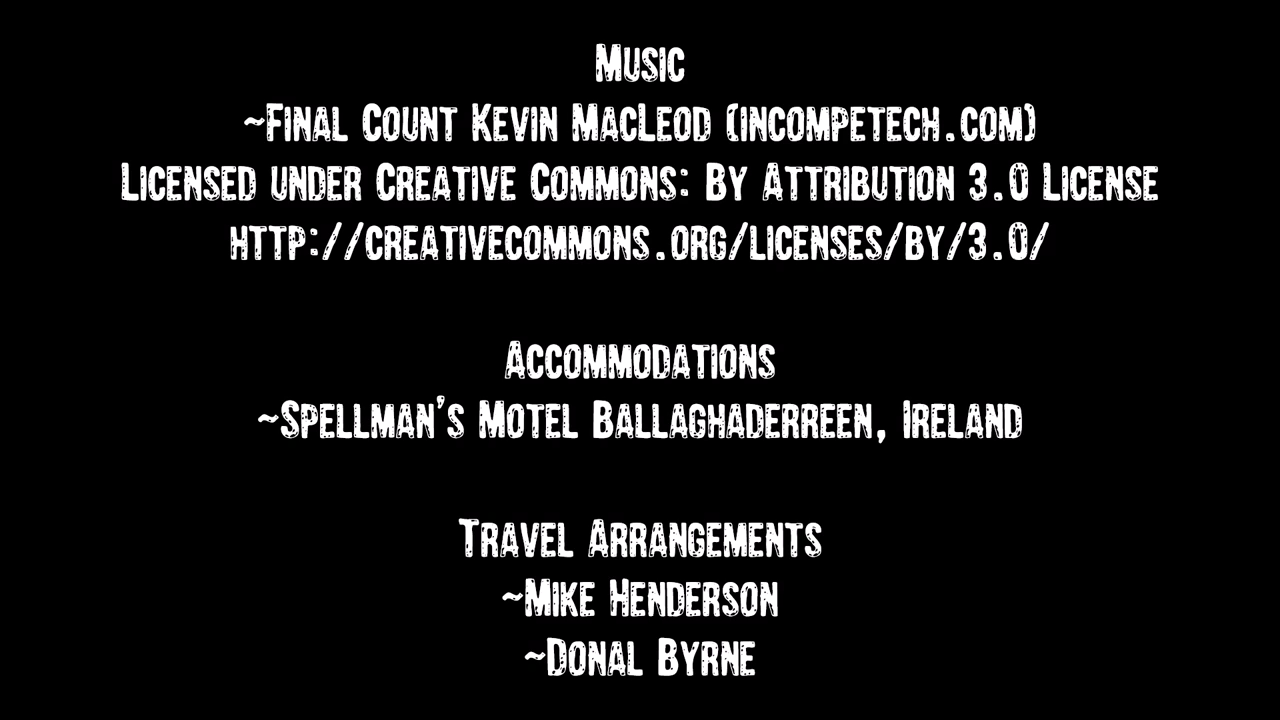 Music
~Final Count Kevin MacLeod (incompetech.com)
Licensed under Creative Commons: By Attribution 3.0 License
http://creativecommons.org/licenses/by/3.0/
Accommodations
~Spellman's Motel Ballaghaderreen, Ireland
Travel Arrangements
~Mike Henderson
~Donal Byrne